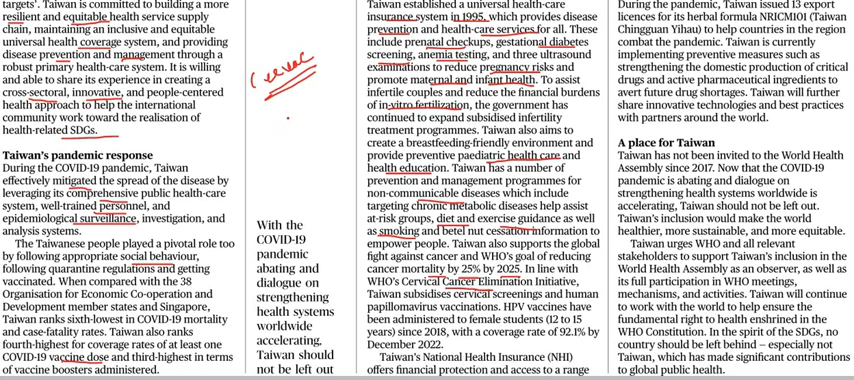 targets'. Taiwan is committed to building a more
resilient and equitable health service supply
chain, maintaining an inclusive and equitable
universal health coverage system, and providing
disease prevention and management through a
robust primary health-care system. It is willing
and able to share its experience in creating a
cross-sectoral, innovative, and people-centered
health approach to help the international
community work toward the realisation of
health-related SDGs.
Taiwan's pandemic response
During the COVID-19 pandemic, Taiwan
effectively mitigated the spread of the disease by
leveraging its comprehensive public health-care
system, well-trained personnel, and
epidemiological surveillance, investigation, and
analysis systems.
The Taiwanese people played a pivotal role too
by following appropriate social behaviour,
following quarantine regulations and getting
vaccinated. When compared with the 38
Organisation for Economic Co-operation and
Development member states and Singapore,
Taiwan ranks sixth-lowest in COVID-19 mortality
and case-fatality rates. Taiwan also ranks
fourth-highest for coverage rates of at least one
COVID-19 vaccine dose and third-highest in terms
of vaccine boosters administered.
With the
COVID-19
pandemic
abating and
dialogue on
strengthening
health systems
worldwide
accelerating,
Taiwan should
not be left out
Taiwan established a universal health-care
insurance system in 1995, which provides disease
prevention and health-care services for all. These
include prenatal checkups, gestational diabetes
screening, anemia testing, and three ultrasound
examinations to reduce pregnancy risks and
promote maternal and infant health. To assist
infertile couples and reduce the financial burdens
of in-vitro fertilization, the government has
continued to expand subsidised infertility
treatment programmes. Taiwan also aims to
create a breastfeeding-friendly environment and
provide preventive paediatric health care and
health education. Taiwan has a number of
prevention and management programmes for
non-communicable diseases which include
targeting chronic metabolic diseases help assist
at-risk groups, diet and exercise guidance as well
as smoking and betel nut cessation information to
empower people. Taiwan also supports the global
fight against cancer and WHO's goal of reducing
cancer mortality by 25% by 2025. In line with
WHO's Cervical Cancer Elimination Initiative,
Taiwan subsidises cervical screenings and human
papillomavirus vaccinations. HPV vaccines have
been administered to female students (12 to 15
years) since 2018, with a coverage rate of 92.1% by
December 2022.
Taiwan's National Health Insurance (NHI)
offers financial protection and access to a range
During the pandemic, Taiwan issued 13 export
licences for its herbal formula NRICM101 (Taiwan
Chingguan Yihau) to help countries in the region
combat the pandemic. Taiwan is currently
implementing preventive measures such as
strengthening the domestic production of critical
drugs and active pharmaceutical ingredients to
avert future drug shortages. Taiwan will further
share innovative technologies and best practices
with partners around the world.
A place for Taiwan
Taiwan has not been invited to the World Health
Assembly since 2017. Now that the COVID-19
pandemic is abating and dialogue on
strengthening health systems worldwide is
accelerating, Taiwan should not be left out.
Taiwan's inclusion would make the world
healthier, more sustainable, and more equitable.
Taiwan urges WHO and all relevant
stakeholders to support Taiwan's inclusion in the
World Health Assembly as an observer, as well as
its full participation in WHO meetings,
mechanisms, and activities. Taiwan will continue
to work with the world to help ensure the
fundamental right to health enshrined in the
WHO Constitution. In the spirit of the SDGs, no
country should be left behind — especially not
Taiwan, which has made significant contributions
to global public health.